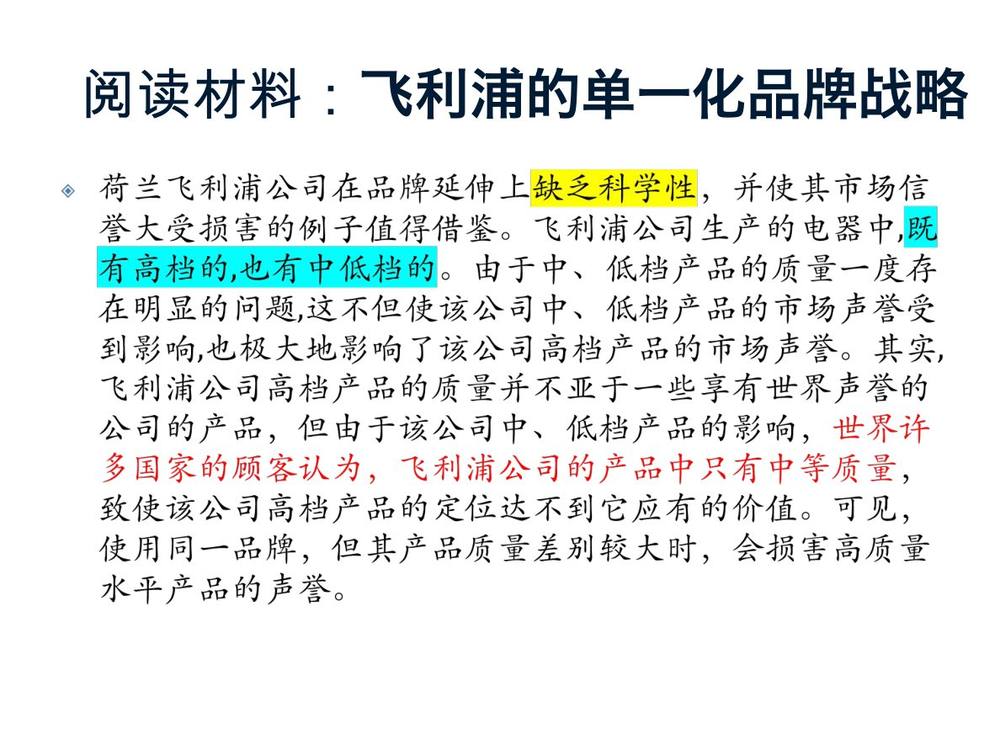 阅读材料：飞利浦的单一化品牌战略
荷兰飞利浦公司在品牌延伸上缺乏科学性，并使其市场信
誉大受损害的例子值得借鉴。飞利浦公司生产的电器中,既
有高档的,也有中低档的。由于中、低档产品的质量一度存
在明显的问题,这不但使该公司中、低档产品的市场声誉受
到影响,也极大地影响了该公司高档产品的市场声誉。其实,
飞利浦公司高档产品的质量并不亚于一些享有世界声誉的
公司的产品，但由于该公司中、低档产品的影响，世界许
多国家的顾客认为，飞利浦公司的产品中只有中等质量，
致使该公司高档产品的定位达不到它应有的价值。可见，
使用同一品牌，但其产品质量差别较大时，会损害高质量
水平产品的声誉。